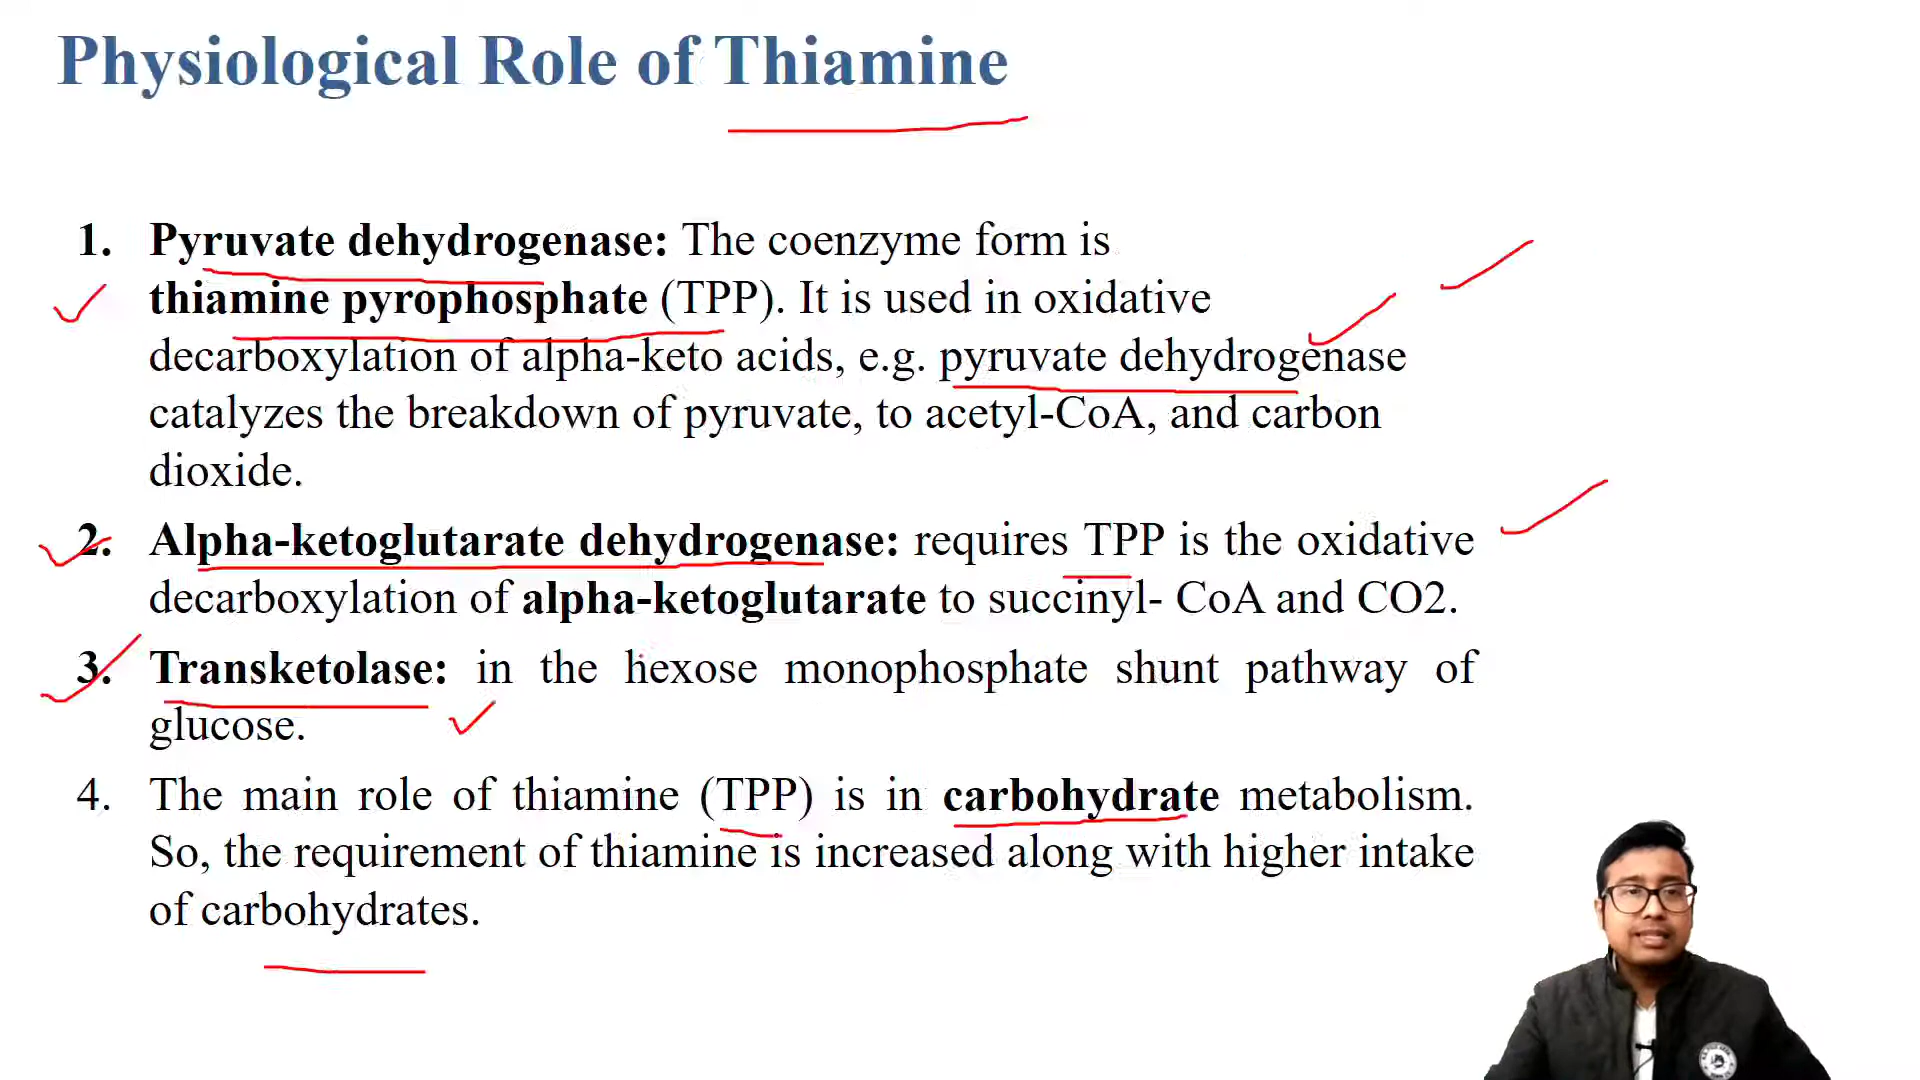 Physiological Role of Thiamine
1. Pyruvate dehydrogenase: The coenzyme form is
thiamine pyrophosphate (TPP). It is used in oxidative
decarboxylation of alpha-keto acids, e.g. pyruvate dehydrogenase
catalyzes the breakdown of pyruvate, to acetyl-CoA, and carbon
dioxide.
2. Alpha-ketoglutarate dehydrogenase: requires TPP is the oxidative
decarboxylation of alpha-ketoglutarate to succinyl- CoA and CO2.
3. Transketolase: in the hexose monophosphate shunt pathway of
glucose.
4. The main role of thiamine (TPP) is in carbohydrate metabolism.
So, the requirement of thiamine is increased along with higher intake
of carbohydrates.